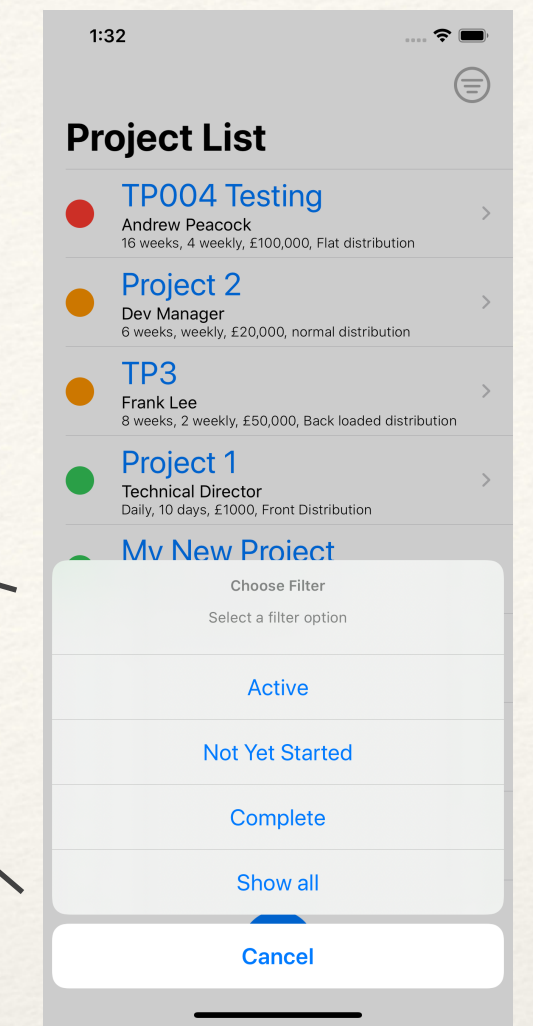 1:32
Project List
TP004 Testing
Andrew Peacock
16 weeks, 4 weekly, £100,000, Flat distribution
Project 2
Dev Manager
6 weeks, weekly, £20,000, normal distribution
TP3
Frank Lee
8 weeks, 2 weekly, £50,000, Back loaded distribution
Project 1
Technical Director
Daily, 10 days, £1000, Front Distribution
My New Project
Choose Filter
Select a filter option
Active
Not Yet Started
Complete
Show all
Cancel